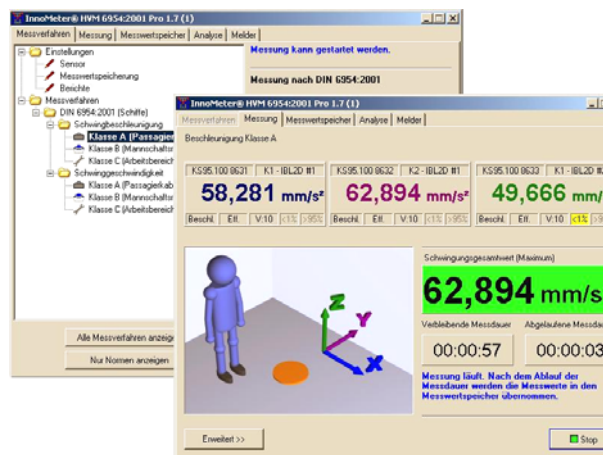 InnoMeter® HVM 6954:2001 Pro 1.7 (1)
Messverfahren Messung Messwertspeicher Analyse Melder
Einstellungen
Sensor
Messwertspeicherung
Berichte
Messverfahren
DIN 6954:2001 (Schiffe)
Schwingbeschleunigung
Klasse A (Passagier
Klasse B (Mannschafts
Klasse C (Arbeitsbereich
Schwinggeschwindigkeit
Klasse A (Passagierkab
Klasse B (Mannschafts
Klasse C (Arbeitsbereich
Alle Messverfahren anzeige
Nur Normen anzeigen
Messung kann gestartet werden.
Messung nach DIN 6954:2001
InnoMeter® HVM 6954:2001 Pro 1.7 (1)
Messverfahren Messung Messwertspeicher Analyse Melder
Beschleunigung Klasse A
KS95.100 8631 K1 - IBL2D #1 KS95.100 8632 K2 - IBL2D #1 KS95.100 8633 K1 - IBL2D
58,281 mm/s² 62,894 mm/s² 49,666 mm/s
Beschl. Eff. V:10 <1% >95% Beschl. Eff. V:10 <1% >95% Beschl. Eff. V:10 <1% >9
Z
Y
X
Schwingungsgesamtwert (Maximum)
62,894 mm/s
Verbleibende Messdauer Abgelaufene Messdau
00:00:57 00:00:03
Messung läuft. Nach dem Ablauf der
Messdauer werden die Messwerte in den
Messwertspeicher übernommen.
Erweitert >> Stop